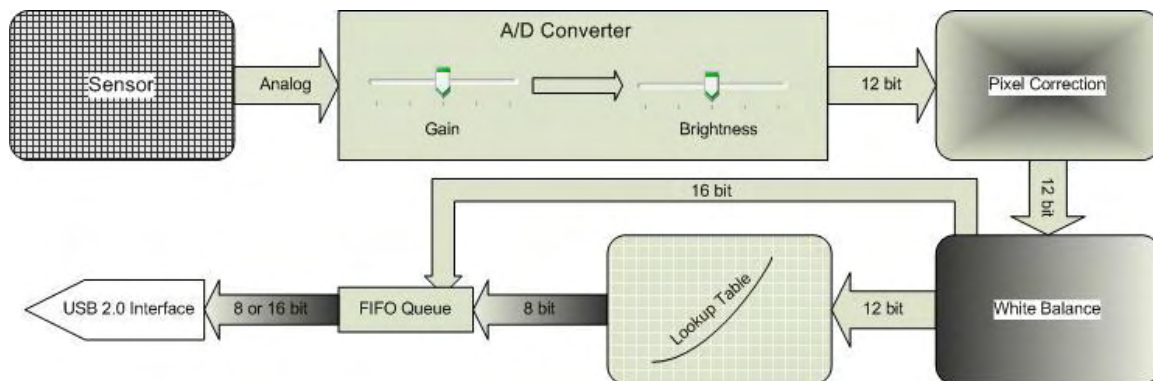 A/D Converter
Sensor
Analog
Gain
Brightness
12 bit
Pixel Correction
12 bit
16 bit
White Balance
12 bit
Lookup Table
8 bit
FIFO Queue
8 or 16 bit
USB 2.0 Interface